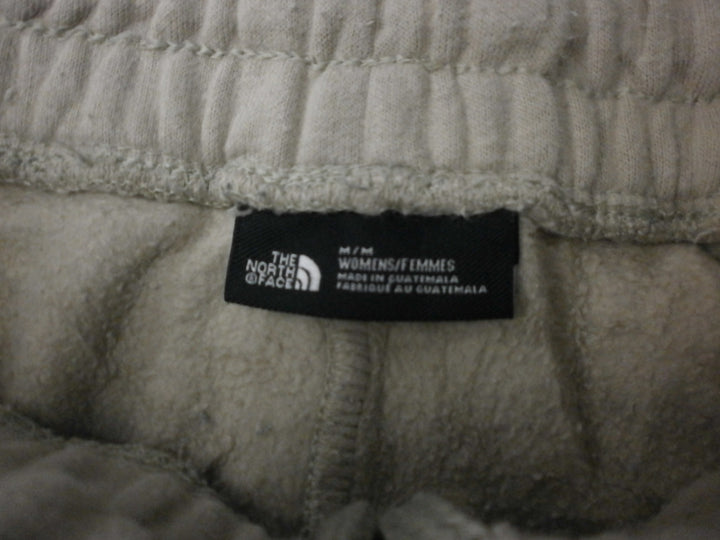 THE
NORTH
FACE
M/M
WOMENS/FEMMES
MADE IN GUATEMALA
FABRIQUÉ AU GUATEMALA